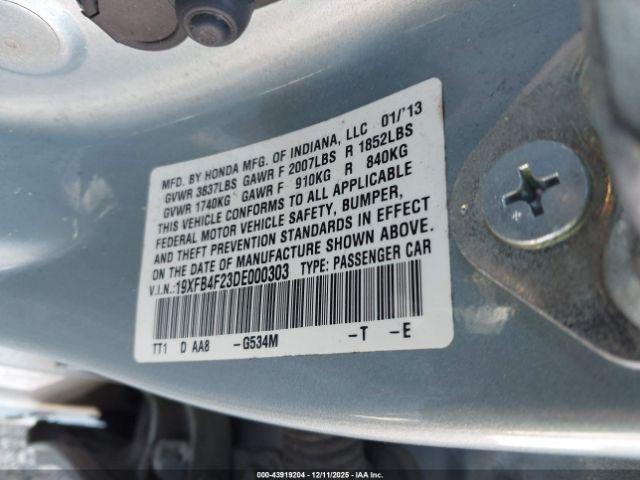 MFD. BY HONDA MFG. OF INDIANA, LLC 01/'13
GVWR 3837LBS GAWR F 2007LBS R 1852LBS
GVWR 1740KG GAWR F 910KG R 840KG
THIS VEHICLE CONFORMS TO ALL APPLICABLE
FEDERAL MOTOR VEHICLE SAFETY, BUMPER,
AND THEFT PREVENTION STANDARDS IN EFFECT
ON THE DATE OF MANUFACTURE SHOWN ABOVE.
V.I.N.:19XFB4F23DE000303 TYPE: PASSENGER CAR
TT1 D AA8 -G534M -T -E
000-43919204 - 12/11/2025 - IAA Inc.